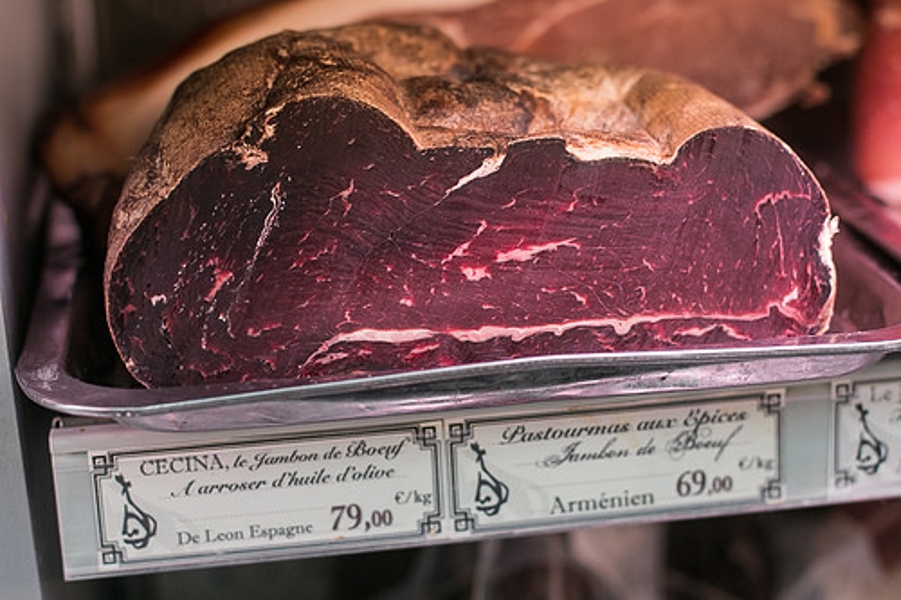 CECINA, le Jambon de Boeuf
A arroser d'huile d'olive
€/kg
De Leon Espagne 79,00
Pastourmas aux Epices
Jambon de Boeuf
€/kg
Arménien 69,00
Le J